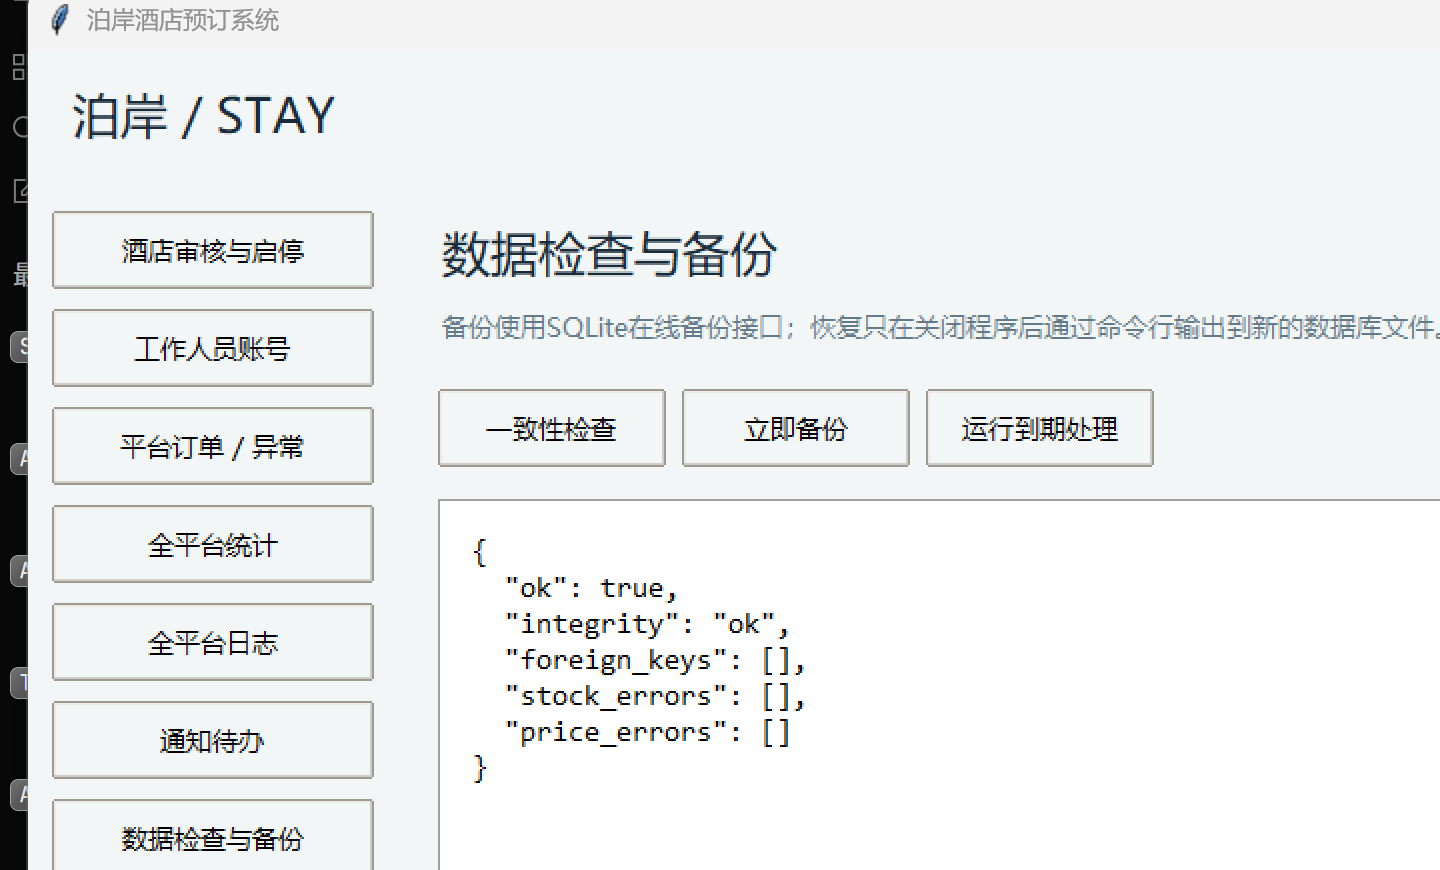 泊岸酒店预订系统
泊岸 / STAY
酒店审核与启停
工作人员账号
平台订单 / 异常
全平台统计
全平台日志
通知待办
数据检查与备份
数据检查与备份
备份使用SQLite在线备份接口；恢复只在关闭程序后通过命令行输出到新的数据库文件。
一致性检查
立即备份
运行到期处理
{
  "ok": true,
  "integrity": "ok",
  "foreign_keys": [],
  "stock_errors": [],
  "price_errors": []
}